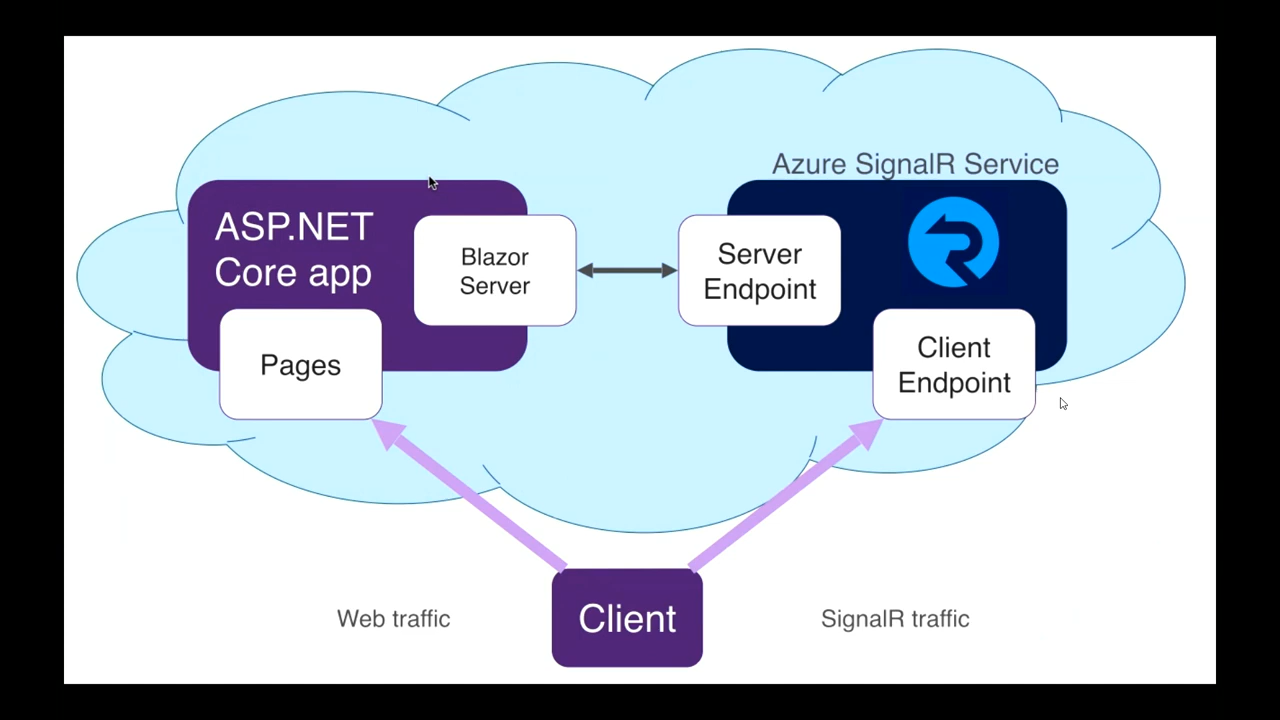 Azure SignalR Service
ASP.NET
Core app
Blazor
Server
Server
Endpoint
Pages
Client
Endpoint
Client
Web traffic
SignalR traffic